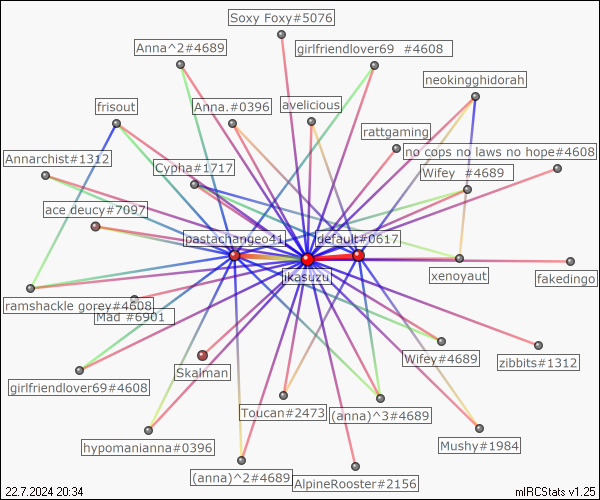 Soxy Foxy#5076
Anna^2#4689
girlfriendlover69 #4608
neokingghidorah
frisout
Anna.#0396
avelicious
rattgaming
no cops no laws no hope#4608
Annarchist#1312
Cypha#1717
Wifey #4689
ace deucy#7097
pastachangeo41
default#0617
ikasuzu
xenoyaut
fakedingo
ramshackle gorey#4608
Mad #6901
Skalman
Wifey#4689
zibbits#1312
girlfriendlover69#4608
Toucan#2473
(anna)^3#4689
hypomanianna#0396
Mushy#1984
(anna)^2#4689
AlpineRooster#2156
22.7.2024 20:34
mIRCStats v1.25